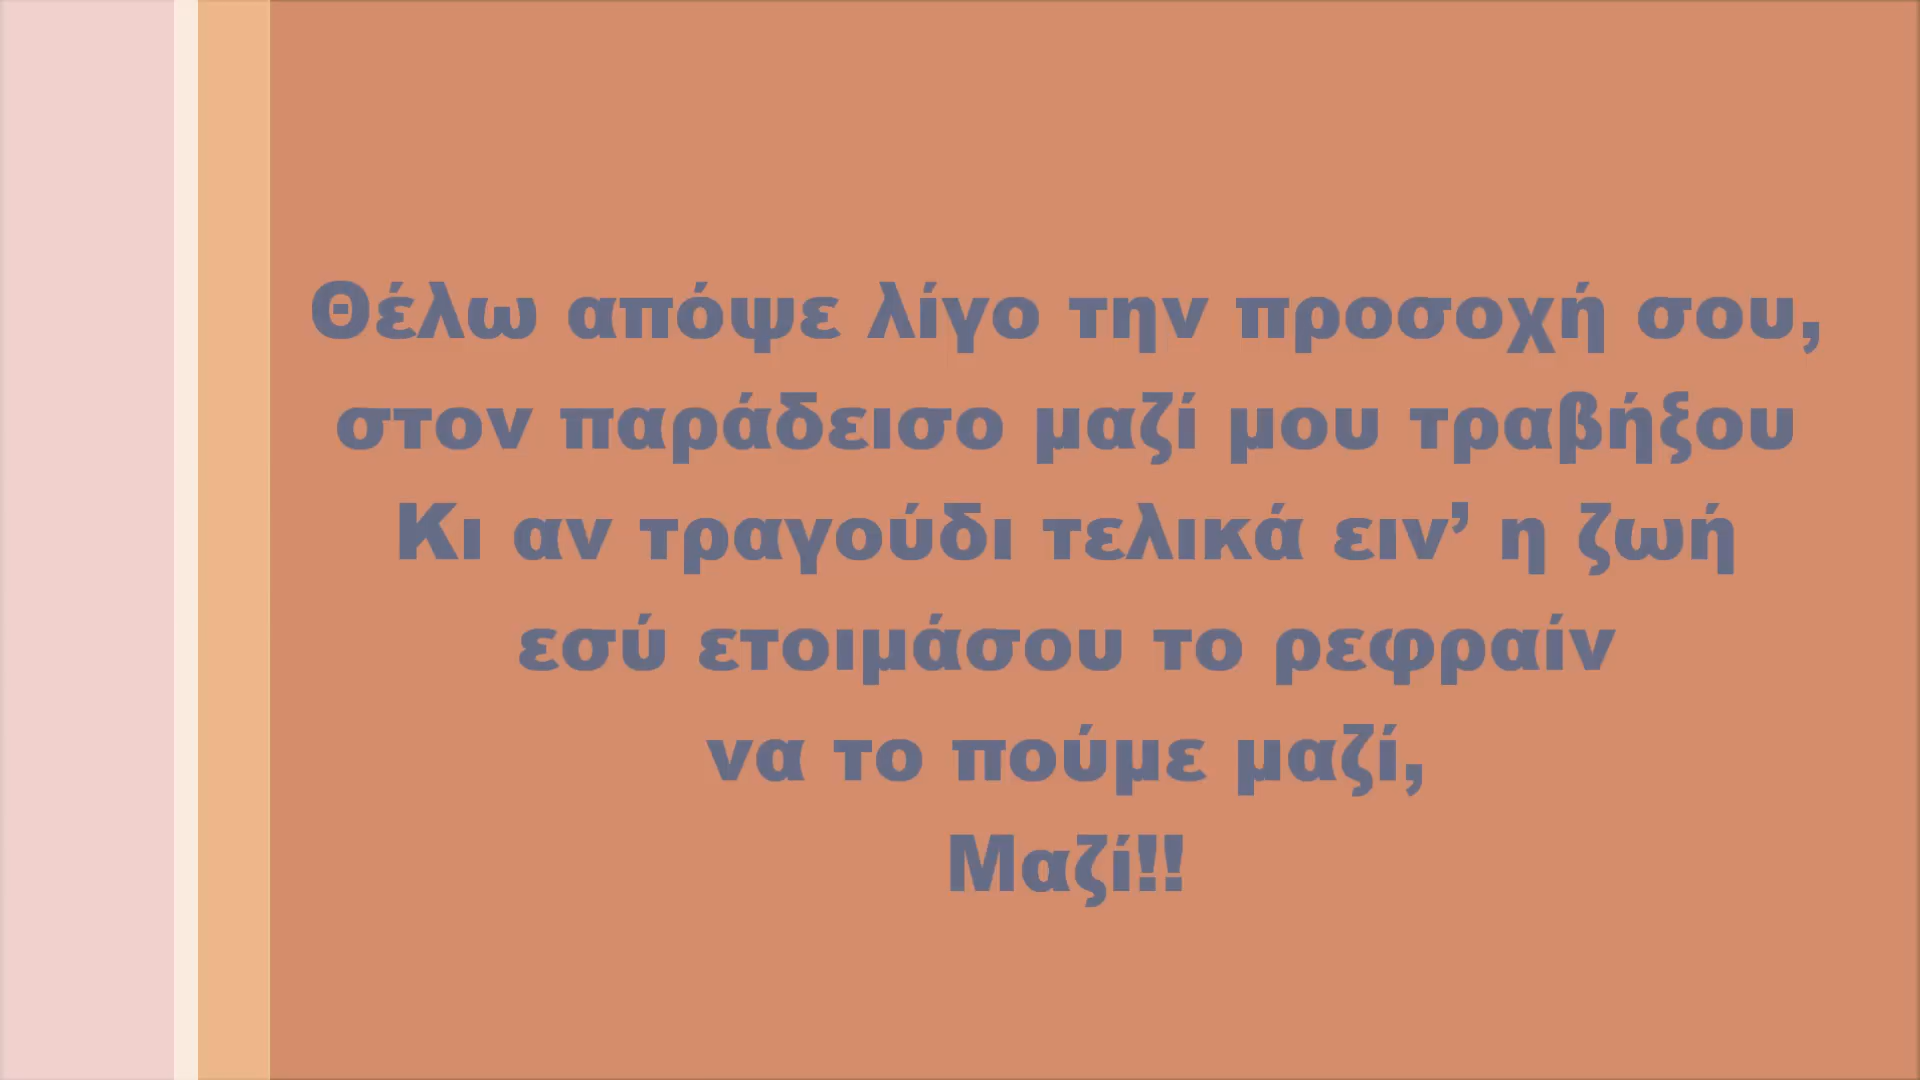 Θέλω απόψε λίγο την προσοχή σου,
στον παράδεισο μαζί μου τραβήξου
Κι αν τραγούδι τελικά ειν’ η ζωή
εσύ ετοιμάσου το ρεφραίν
να το πούμε μαζί,
Μαζί!!